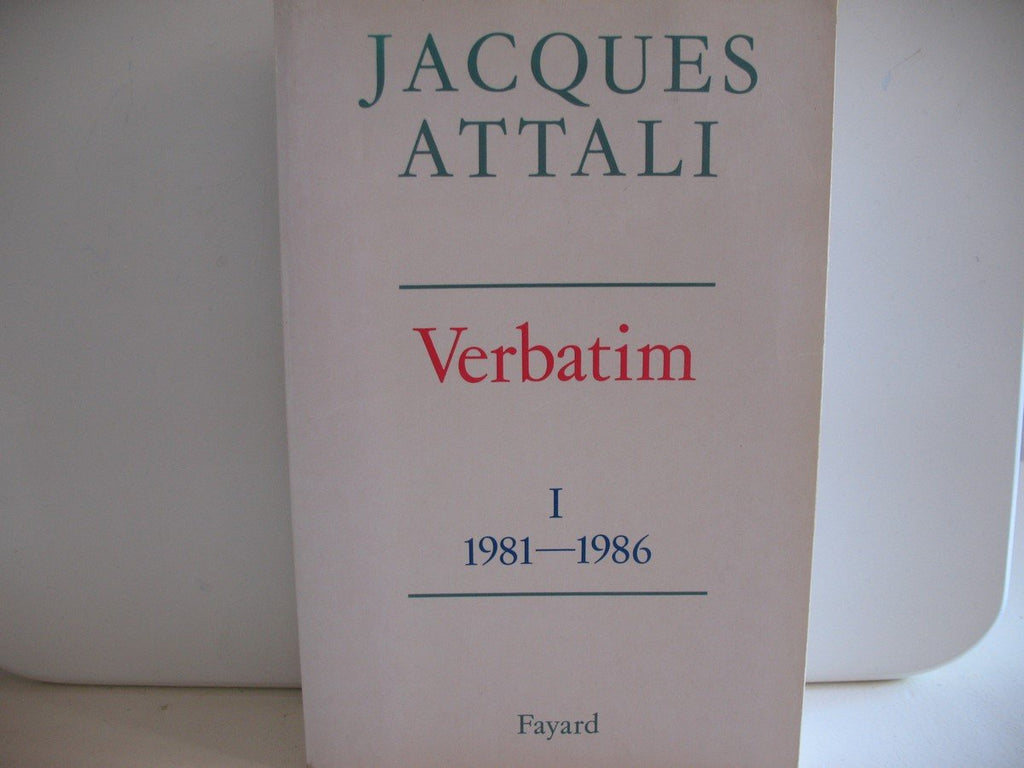 JACQUES
ATTALI
Verbatim
I
1981—1986
Fayard